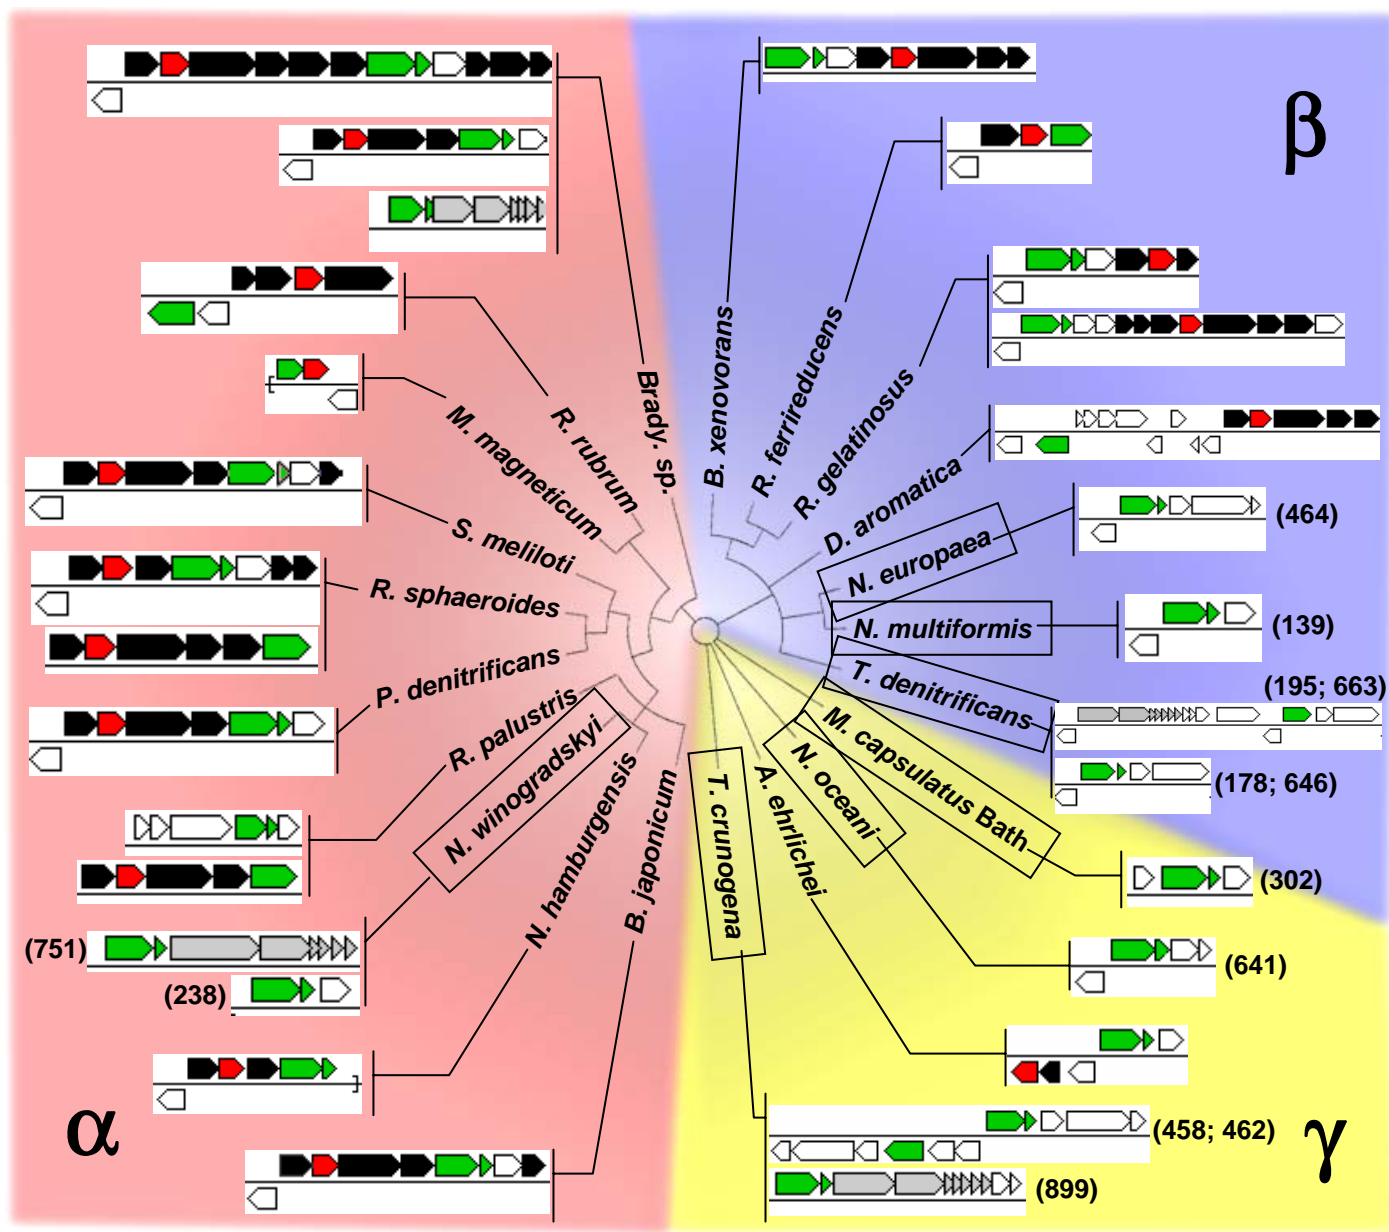 β
Brady. sp.
B. xenovorans
R. ferrireducens
R. gelatinosus
R. rubrum
M. magneticum
D. aromatica
S. meliloti
N. europaea
(464)
R. sphaeroides
N. multiformis
(139)
P. denitrificans
T. denitrificans
(195; 663)
(178; 646)
R. palustris
M. capsulatus Bath
(302)
N. winogradskyi
(751)
(238)
N. oceani
(641)
N. hamburgensis
B. japonicum
T. crunogena
A. ehrlichei
α
(458; 462)
γ
(899)